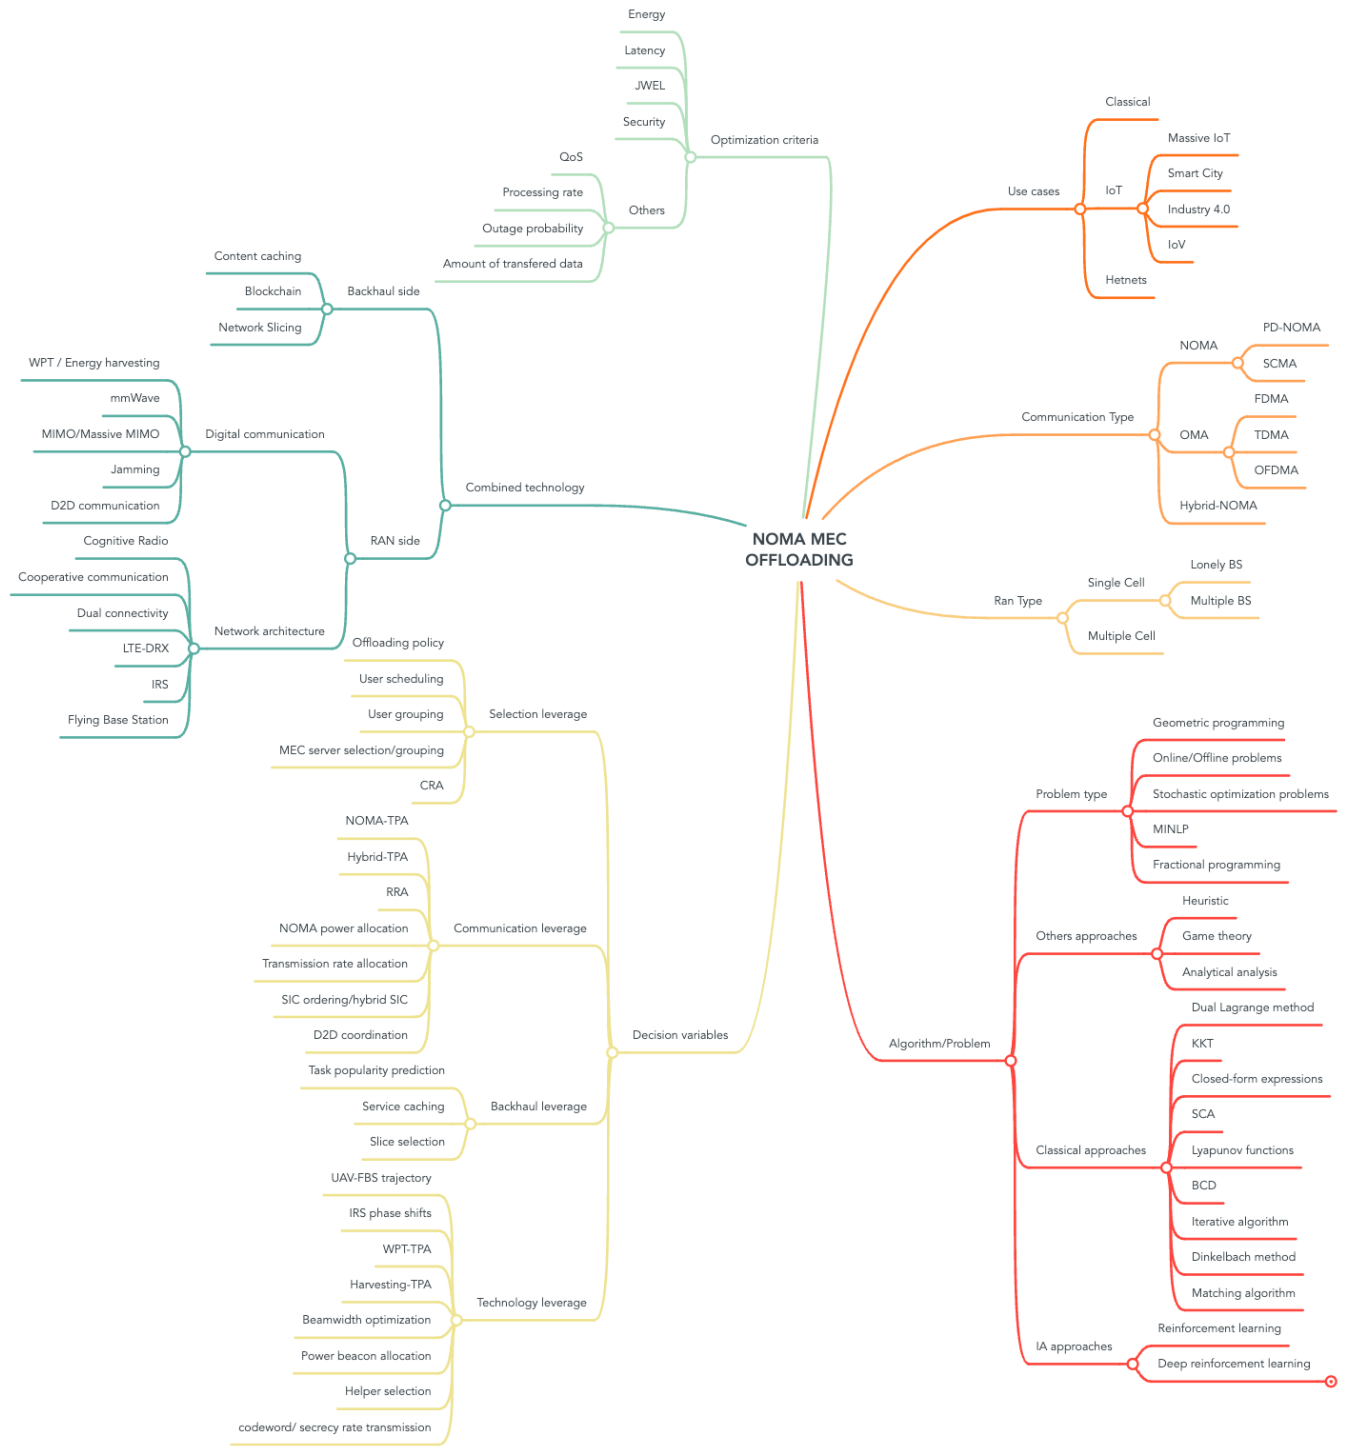 NOMA MEC
OFFLOADING
Optimization criteria
Energy
Latency
JWEL
Security
Others
QoS
Processing rate
Outage probability
Amount of transfered data
Combined technology
Backhaul side
Content caching
Blockchain
Network Slicing
RAN side
Digital communication
WPT / Energy harvesting
mmWave
MIMO/Massive MIMO
Jamming
D2D communication
Network architecture
Cognitive Radio
Cooperative communication
Dual connectivity
LTE-DRX
IRS
Flying Base Station
Decision variables
Selection leverage
Offloading policy
User scheduling
User grouping
MEC server selection/grouping
CRA
Communication leverage
NOMA-TPA
Hybrid-TPA
RRA
NOMA power allocation
Transmission rate allocation
SIC ordering/hybrid SIC
D2D coordination
Backhaul leverage
Task popularity prediction
Service caching
Slice selection
Technology leverage
UAV-FBS trajectory
IRS phase shifts
WPT-TPA
Harvesting-TPA
Beamwidth optimization
Power beacon allocation
Helper selection
codeword/ secrecy rate transmission
Use cases
Classical
IoT
Massive IoT
Smart City
Industry 4.0
IoV
Hetnets
Communication Type
NOMA
PD-NOMA
SCMA
OMA
FDMA
TDMA
OFDMA
Hybrid-NOMA
Ran Type
Single Cell
Lonely BS
Multiple BS
Multiple Cell
Algorithm/Problem
Problem type
Geometric programming
Online/Offline problems
Stochastic optimization problems
MINLP
Fractional programming
Others approaches
Heuristic
Game theory
Analytical analysis
Classical approaches
Dual Lagrange method
KKT
Closed-form expressions
SCA
Lyapunov functions
BCD
Iterative algorithm
Dinkelbach method
Matching algorithm
IA approaches
Reinforcement learning
Deep reinforcement learning